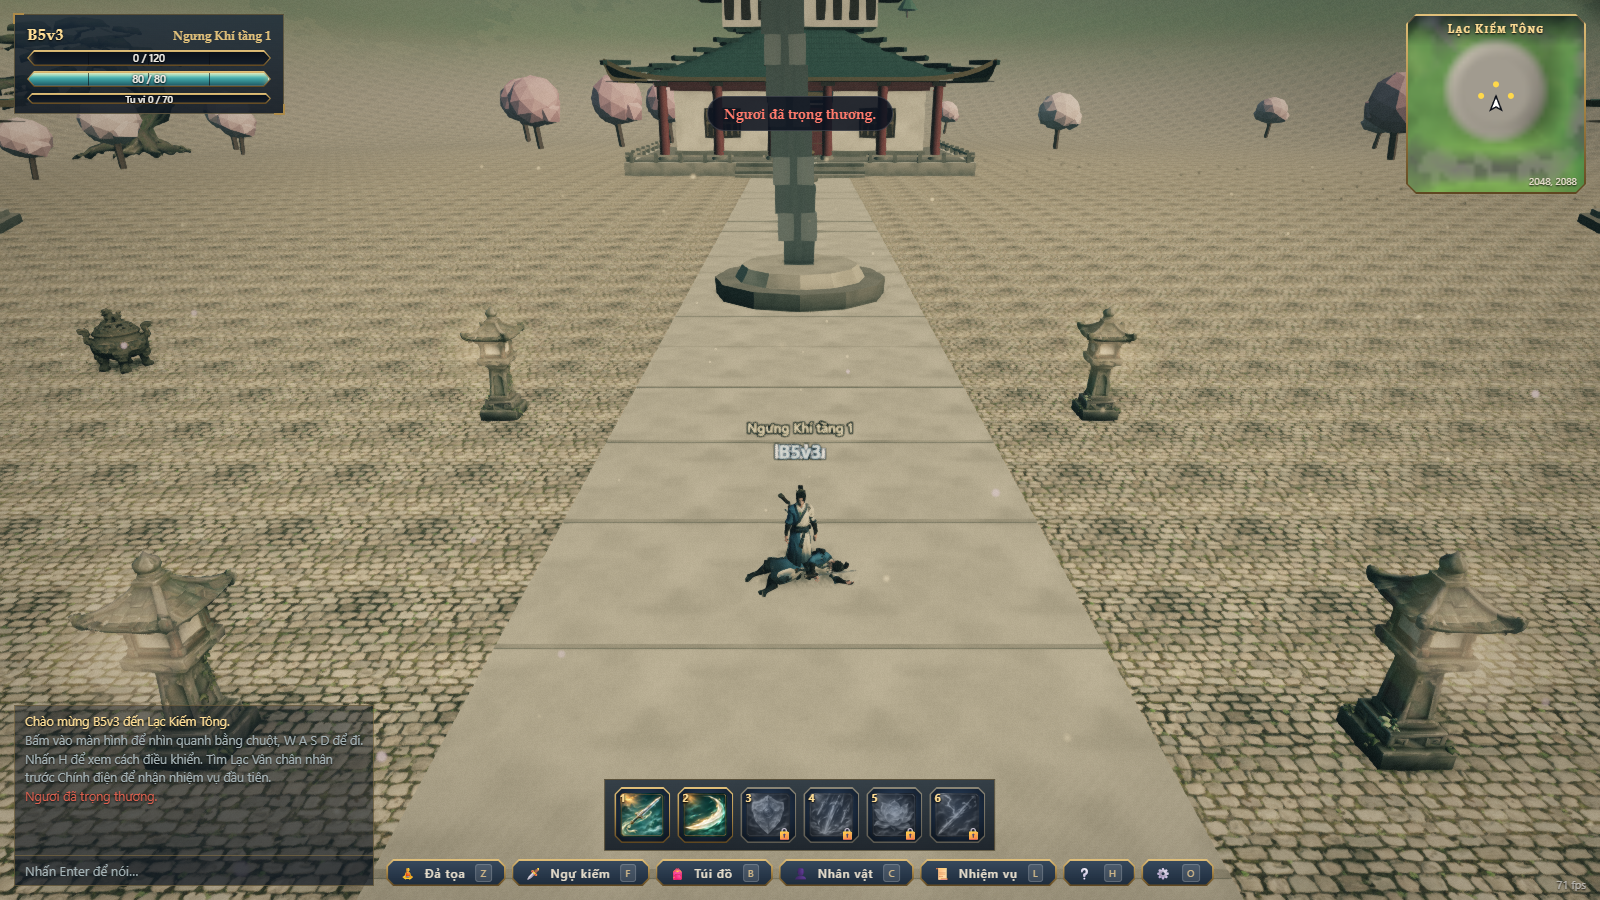 B5v3
Ngưng Khí tầng 1
0 / 120
80 / 80
Tu vi 0 / 70
Ngươi đã trọng thương.
LẠC KIẾM TÔNG
2048, 2088
Ngưng Khí tầng 1
B5v3
Chào mừng B5v3 đến Lạc Kiếm Tông.
Bấm vào màn hình để nhìn quanh bằng chuột, W A S D để đi.
Nhấn H để xem cách điều khiển. Tìm Lạc Vân chân nhân
trước Chính điện để nhận nhiệm vụ đầu tiên.
Ngươi đã trọng thương.
Nhấn Enter để nói...
1 2 3 4 5 6
Đả tọa Z
Ngự kiếm F
Túi đồ B
Nhân vật C
Nhiệm vụ L
? H
O
71 fps